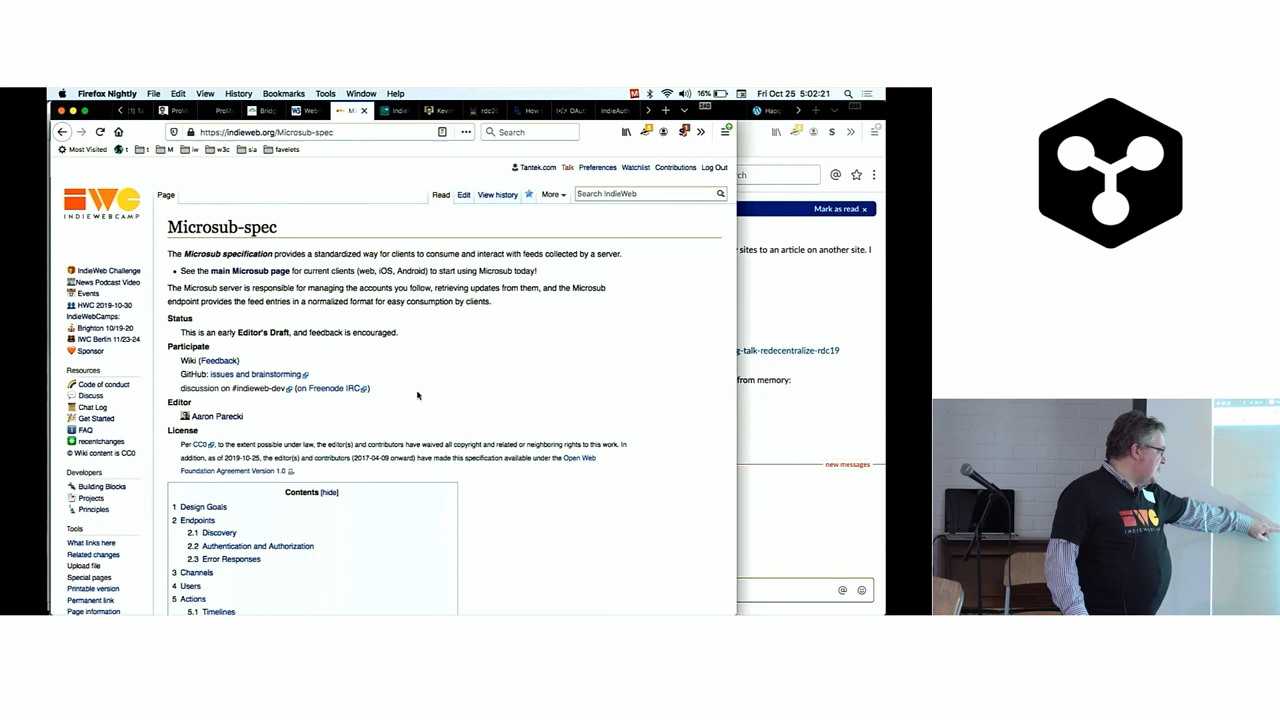 Firefox Nightly File Edit View History Bookmarks Tools Window Help
16% Fri Oct 25 5:02:21
https://indieweb.org/Microsub-spec
Search
Most Visited t t M iw w3c sia favelets
Tantek.com Talk Preferences Watchlist Contributions Log Out
Page Read Edit View history More Search IndieWeb
INDIEWEBCAMP
Microsub-spec
The Microsub specification provides a standardized way for clients to consume and interact with feeds collected by a server.
• See the main Microsub page for current clients (web, iOS, Android) to start using Microsub today!
The Microsub server is responsible for managing the accounts you follow, retrieving updates from them, and the Microsub
endpoint provides the feed entries in a normalized format for easy consumption by clients.
Status
This is an early Editor's Draft, and feedback is encouraged.
Participate
Wiki (Feedback)
GitHub: issues and brainstorming
discussion on #indieweb-dev (on Freenode IRC)
Editor
Aaron Parecki
License
Per CC0, to the extent possible under law, the editor(s) and contributors have waived all copyright and related or neighboring rights to this work. In
addition, as of 2019-10-25, the editor(s) and contributors (2017-04-09 onward) have made this specification available under the Open Web
Foundation Agreement Version 1.0
Contents [hide]
1 Design Goals
2 Endpoints
2.1 Discovery
2.2 Authentication and Authorization
2.3 Error Responses
3 Channels
4 Users
5 Actions
5.1 Timelines
IndieWeb Challenge
News Podcast Video
Events
HWC 2019-10-30
IndieWebCamps:
Brighton 10/19-20
IWC Berlin 11/23-24
Sponsor
Resources
Code of conduct
Discuss
Chat Log
Get Started
FAQ
recentchanges
Wiki content is CC0
Developers
Building Blocks
Projects
Principles
Tools
What links here
Related changes
Upload file
Special pages
Printable version
Permanent link
Page information
Mark as read
sites to an article on another site. I
g-talk-redecentralize-rdc19
from memory:
new messages
INDIEWEBCAMP